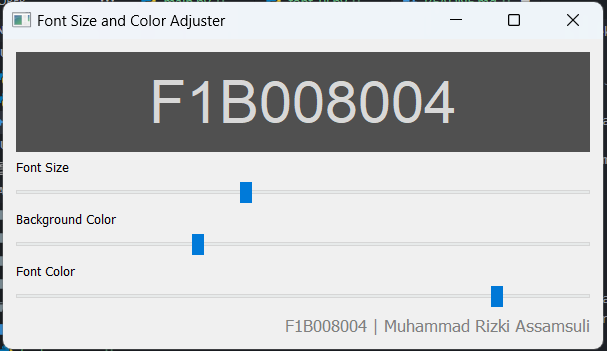 Font Size and Color Adjuster
F1B008004
Font Size
Background Color
Font Color
F1B008004 | Muhammad Rizki Assamsuli